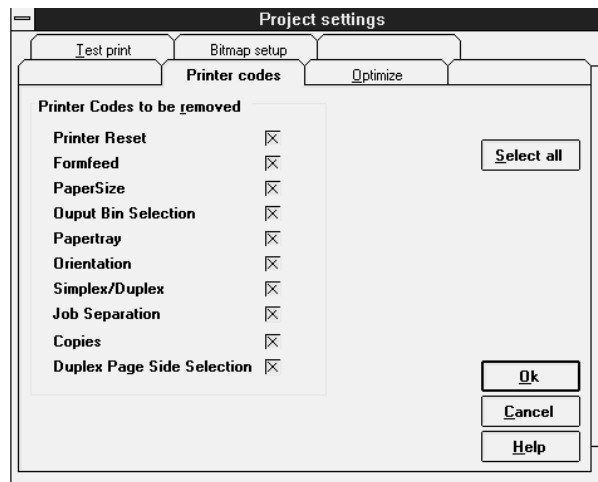 Project settings
Test print
Bitmap setup
Printer codes
Optimize
Printer Codes to be removed
Printer Reset
Formfeed
Select all
PaperSize
Ouput Bin Selection
Papertray
Orientation
Simplex/Duplex
Job Separation
Copies
Duplex Page Side Selection
Ok
Cancel
Help